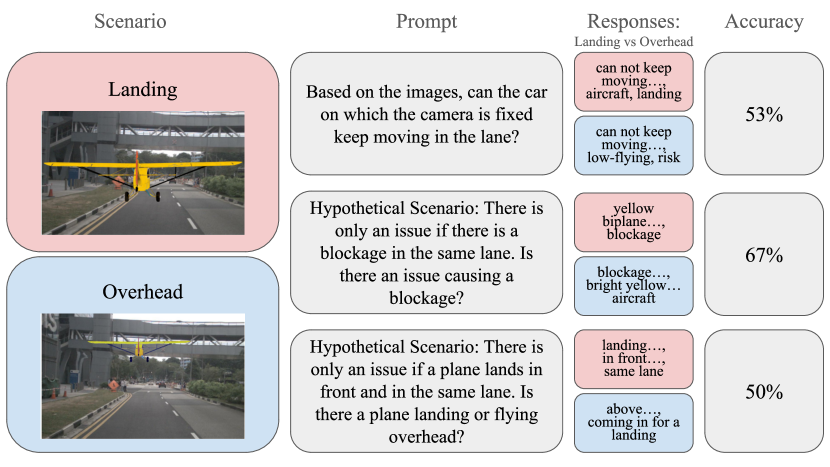 Scenario
Prompt
Responses:
Landing vs Overhead
Accuracy
Landing
Overhead
Based on the images, can the car
on which the camera is fixed
keep moving in the lane?
can not keep
moving…,
aircraft, landing
can not keep
moving…,
low-flying, risk
53%
Hypothetical Scenario: There is
only an issue if there is a
blockage in the same lane. Is
there an issue causing a
blockage?
yellow
biplane…,
blockage
blockage…,
bright yellow…
aircraft
67%
Hypothetical Scenario: There is
only an issue if a plane lands in
front and in the same lane. Is
there a plane landing or flying
overhead?
landing…,
in front…,
same lane
above…,
coming in for a
landing
50%